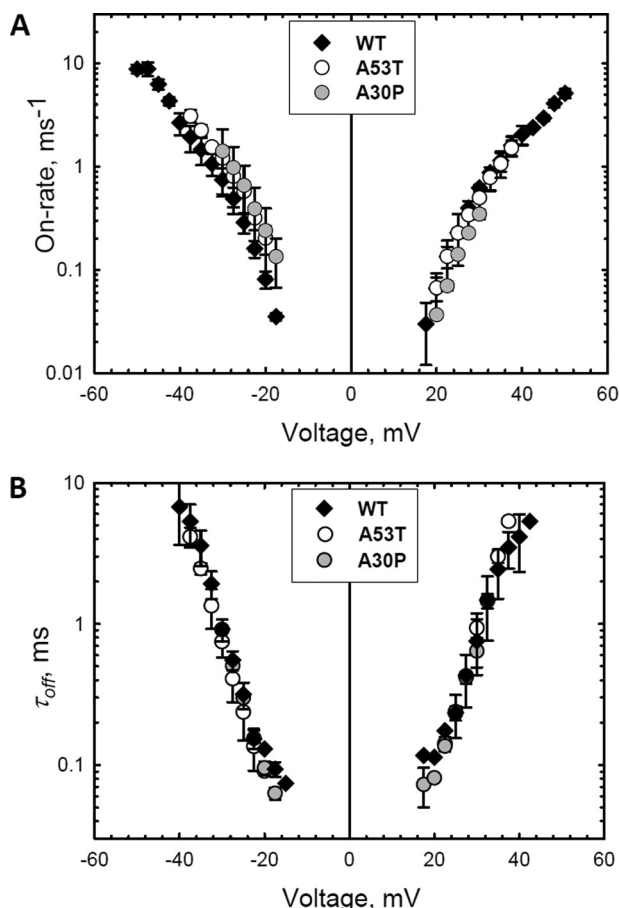 A
WT
A53T
A30P
On-rate, ms-1
10
1
0.1
0.01
-60 -40 -20 0 20 40 60
Voltage, mV
B
WT
A53T
A30P
τoff, ms
10
1
0.1
-60 -40 -20 0 20 40 60
Voltage, mV